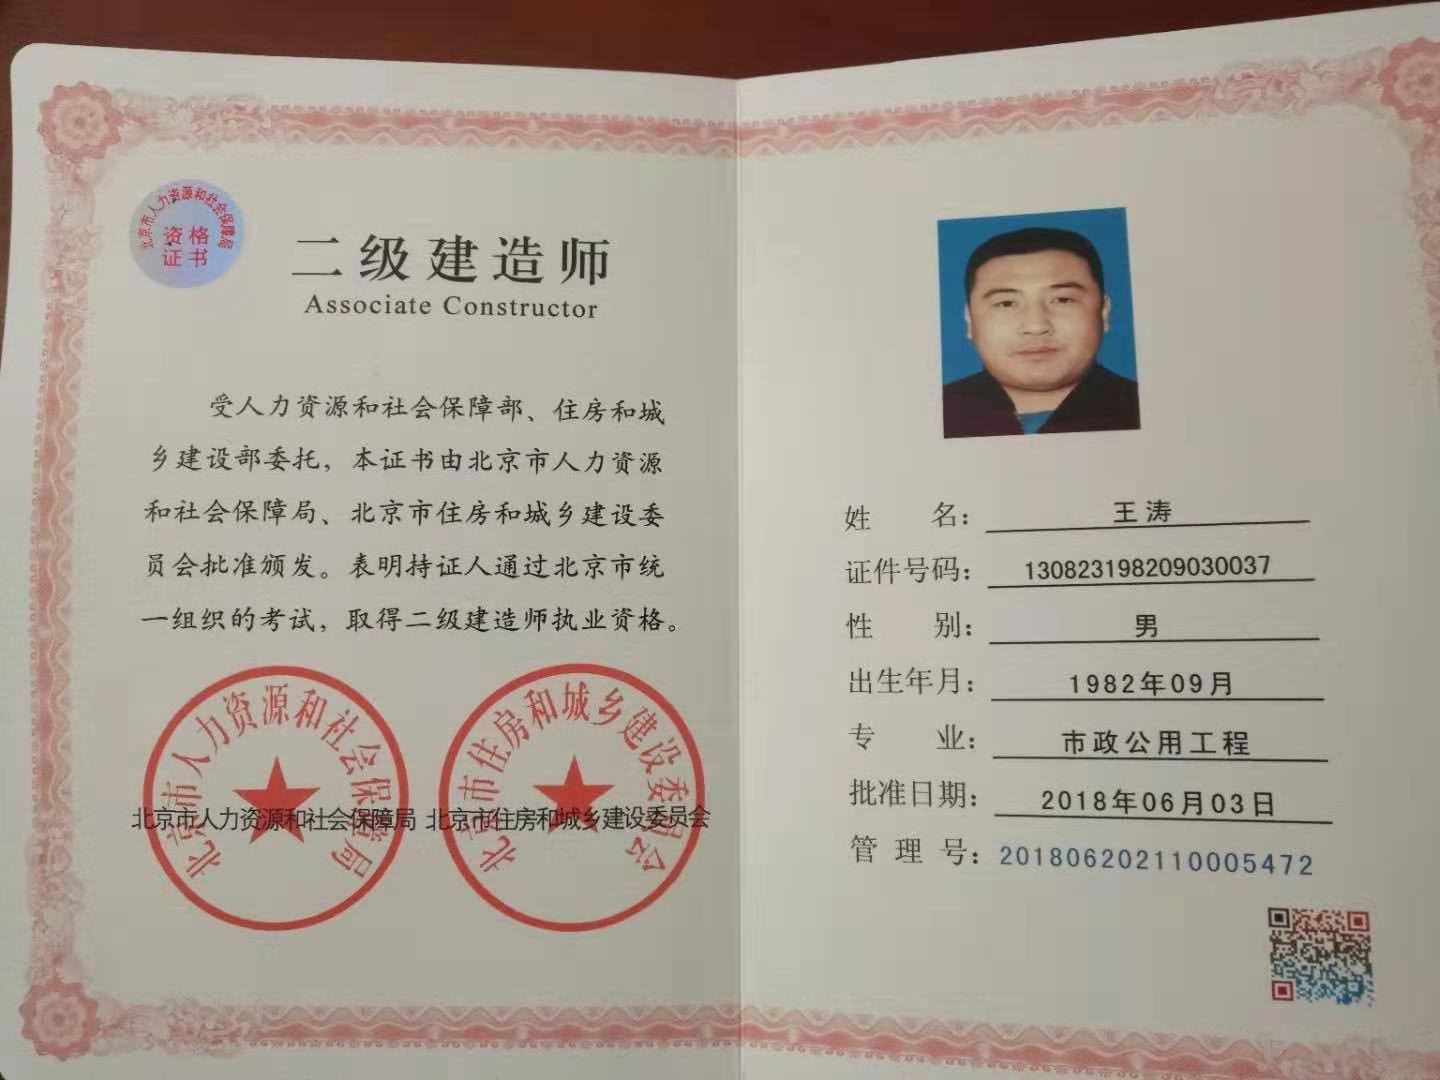 北京市人力资源和社会保障局
资格
证书
二级建造师
Associate Constructor
受人力资源和社会保障部、住房和城
乡建设部委托，本证书由北京市人力资源
和社会保障局、北京市住房和城乡建设委
员会批准颁发。表明持证人通过北京市统
一组织的考试，取得二级建造师执业资格。
北京市人力资源和社会保障局
北京市住房和城乡建设委员会
北京市人力资源和社会保障局 北京市住房和城乡建设委员会
姓 名：王涛
证件号码：130823198209030037
性 别：男
出生年月：1982年09月
专 业：市政公用工程
批准日期：2018年06月03日
管 理 号：201806202110005472